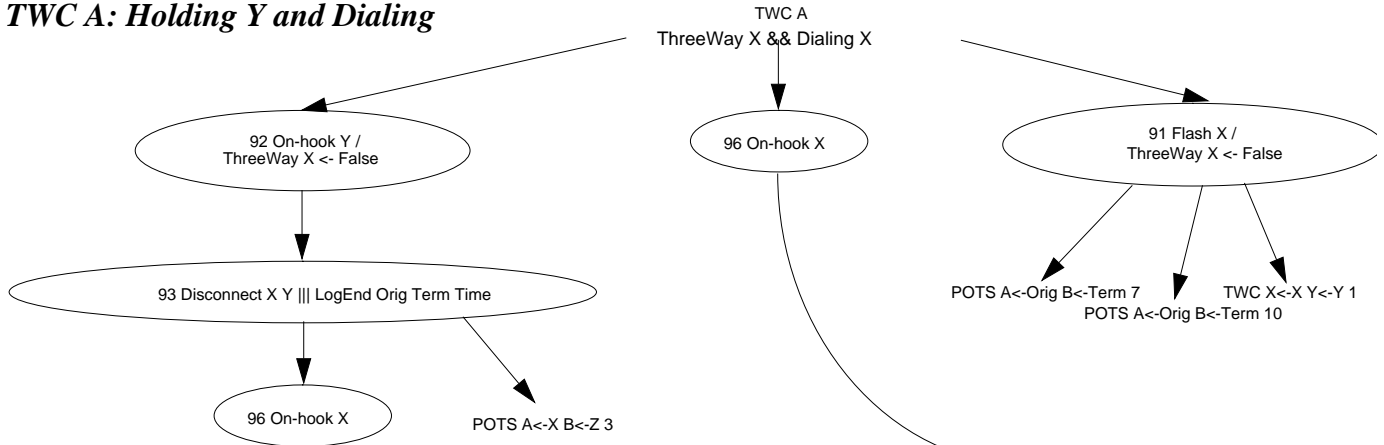 TWC A: Holding Y and Dialing
TWC A
ThreeWay X && Dialing X
92 On-hook Y /
ThreeWay X <- False
96 On-hook X
91 Flash X /
ThreeWay X <- False
93 Disconnect X Y ||| LogEnd Orig Term Time
POTS A<-Orig B<-Term 7
TWC X<-X Y<-Y 1
POTS A<-Orig B<-Term 10
96 On-hook X
POTS A<-X B<-Z 3